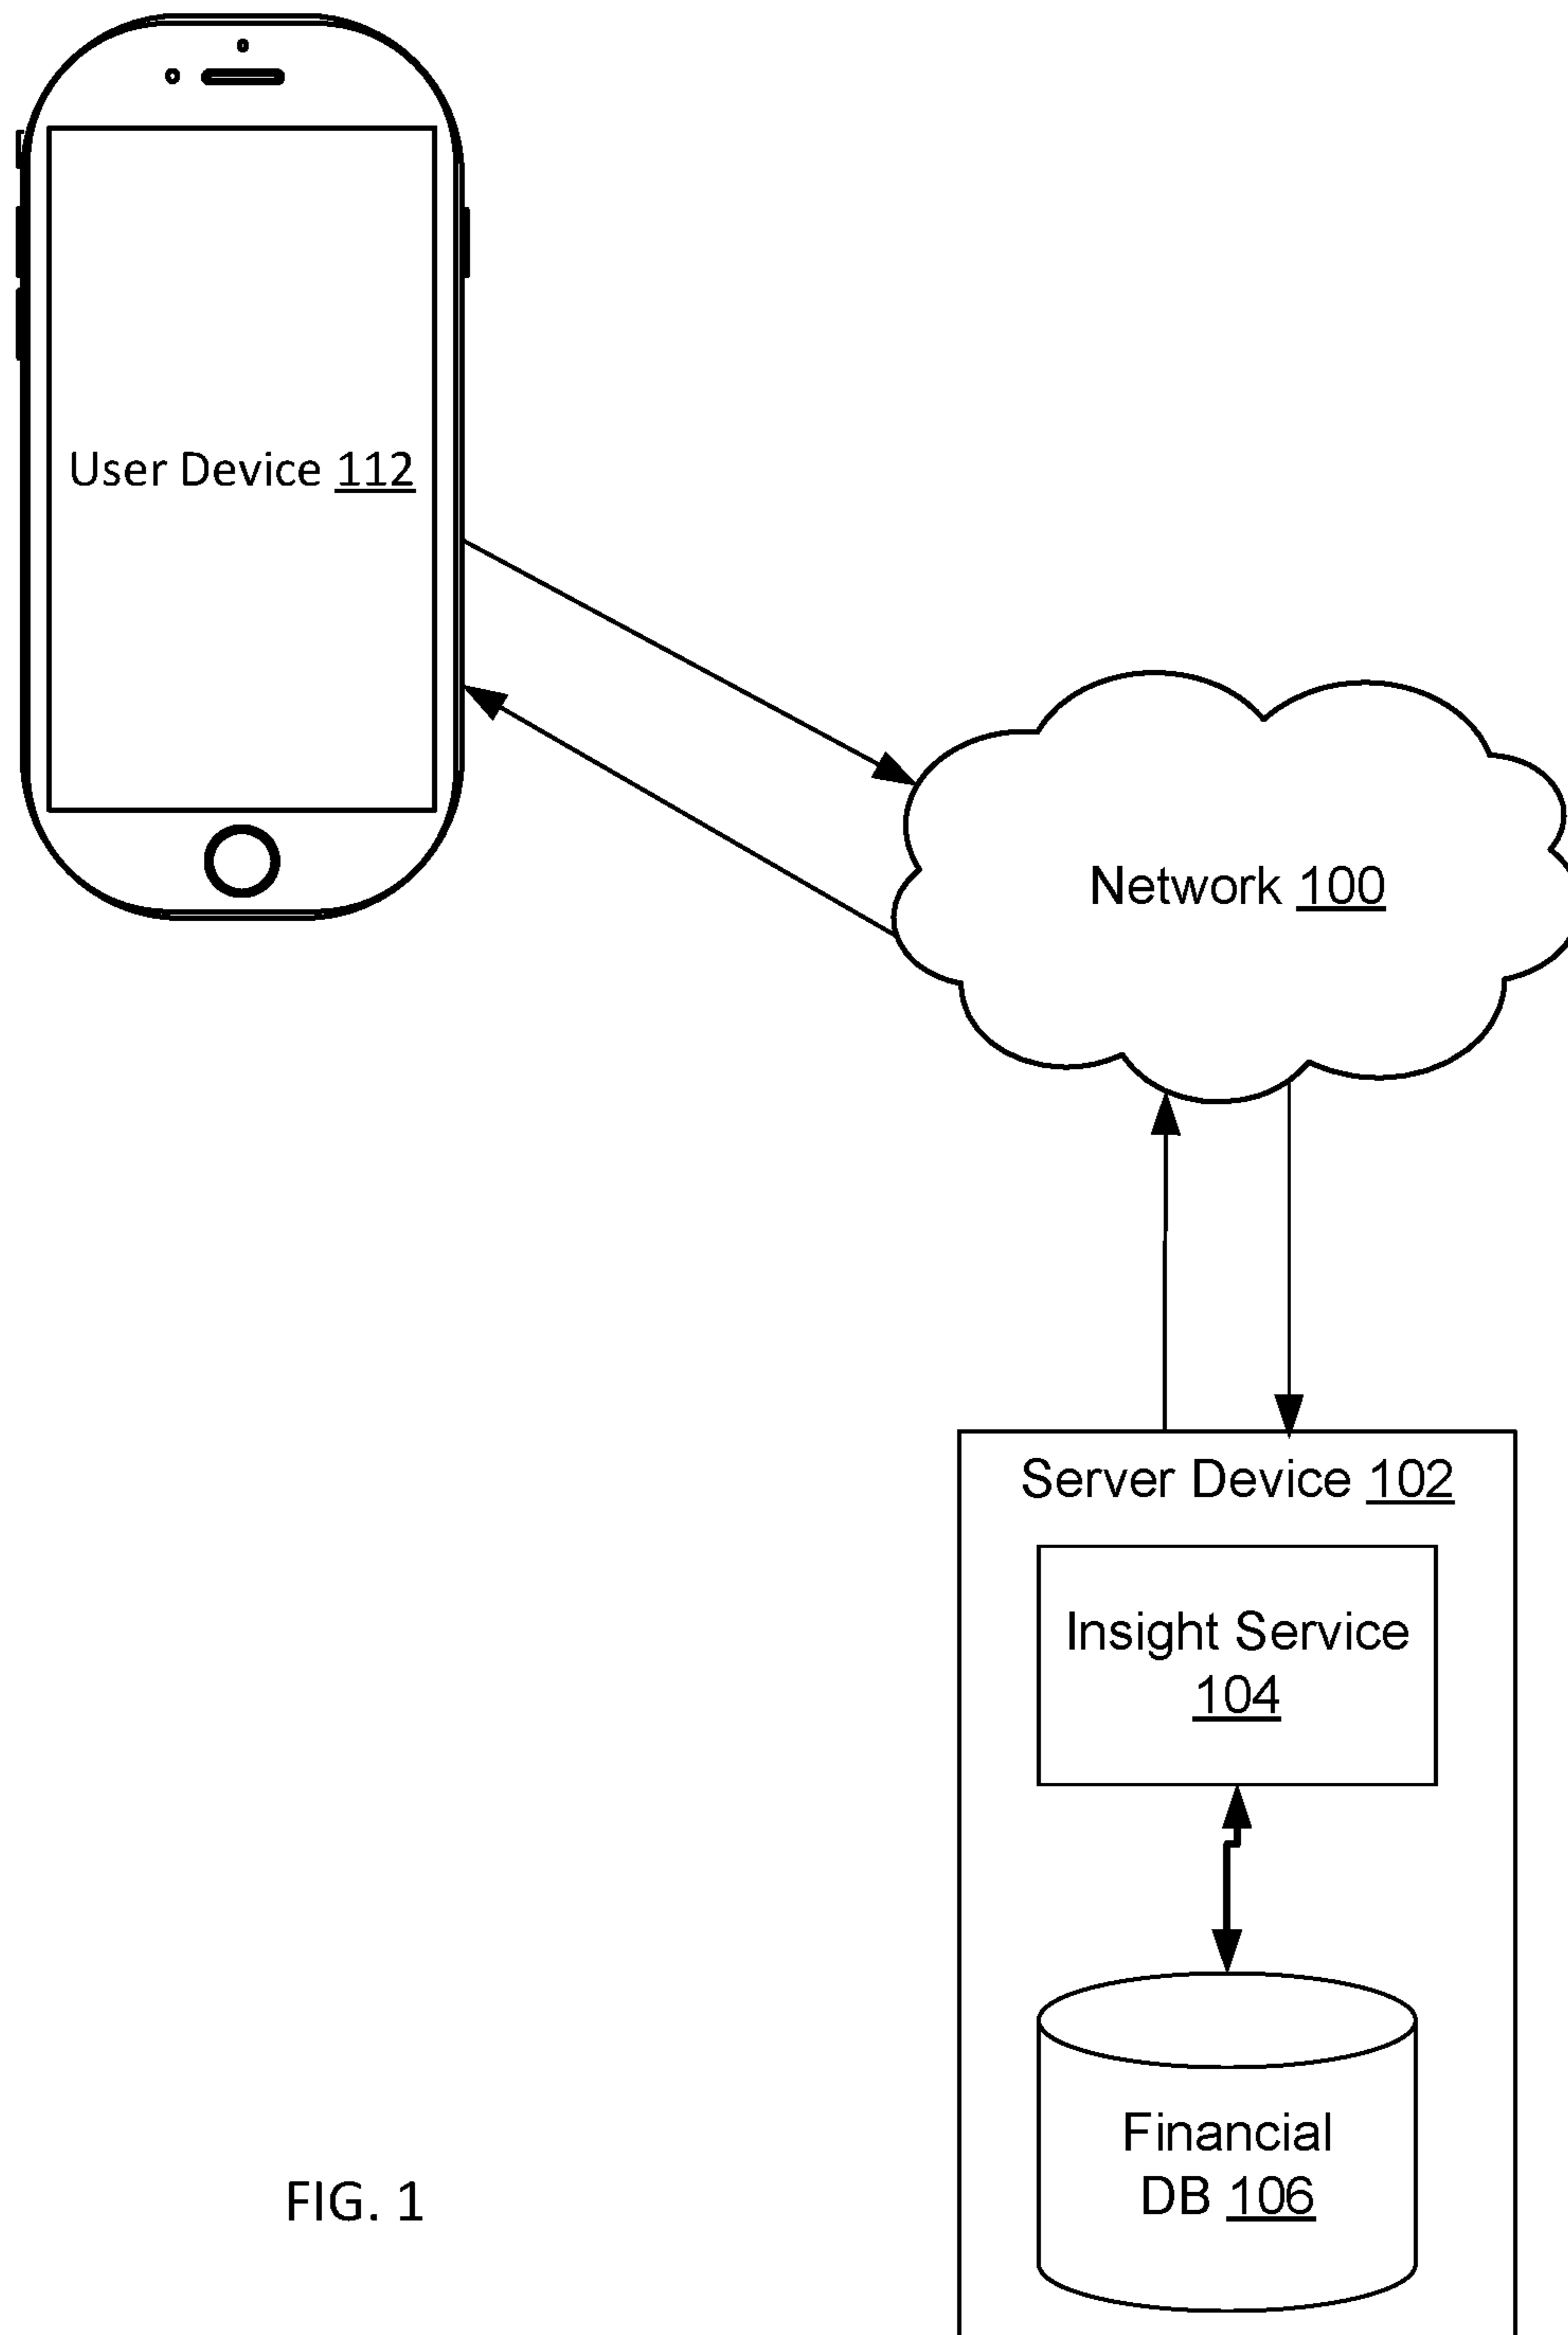 User Device 112
Network 100
Server Device 102
Insight Service
104
Financial
DB 106
FIG. 1